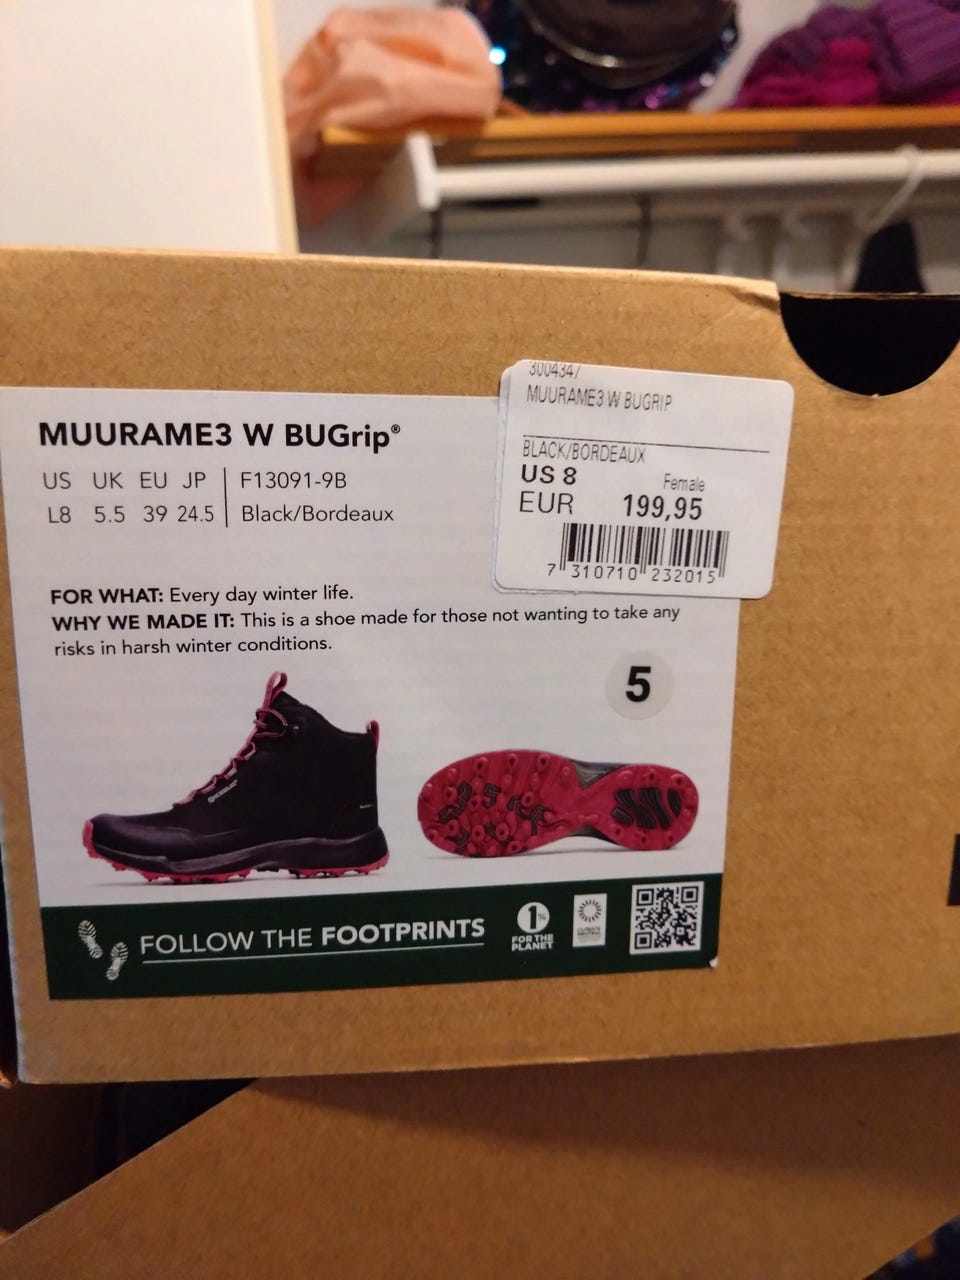 3004347
MUURAME3 W BUGRIP
BLACK/BORDEAUX
US 8 Female
EUR 199,95
7 310710 232015
MUURAME3 W BUGrip®
US UK EU JP F13091-9B
L8 5.5 39 24.5 Black/Bordeaux
FOR WHAT: Every day winter life.
WHY WE MADE IT: This is a shoe made for those not wanting to take any
risks in harsh winter conditions.
5
ICEBUG
FOLLOW THE FOOTPRINTS
1%
FOR THE
PLANET